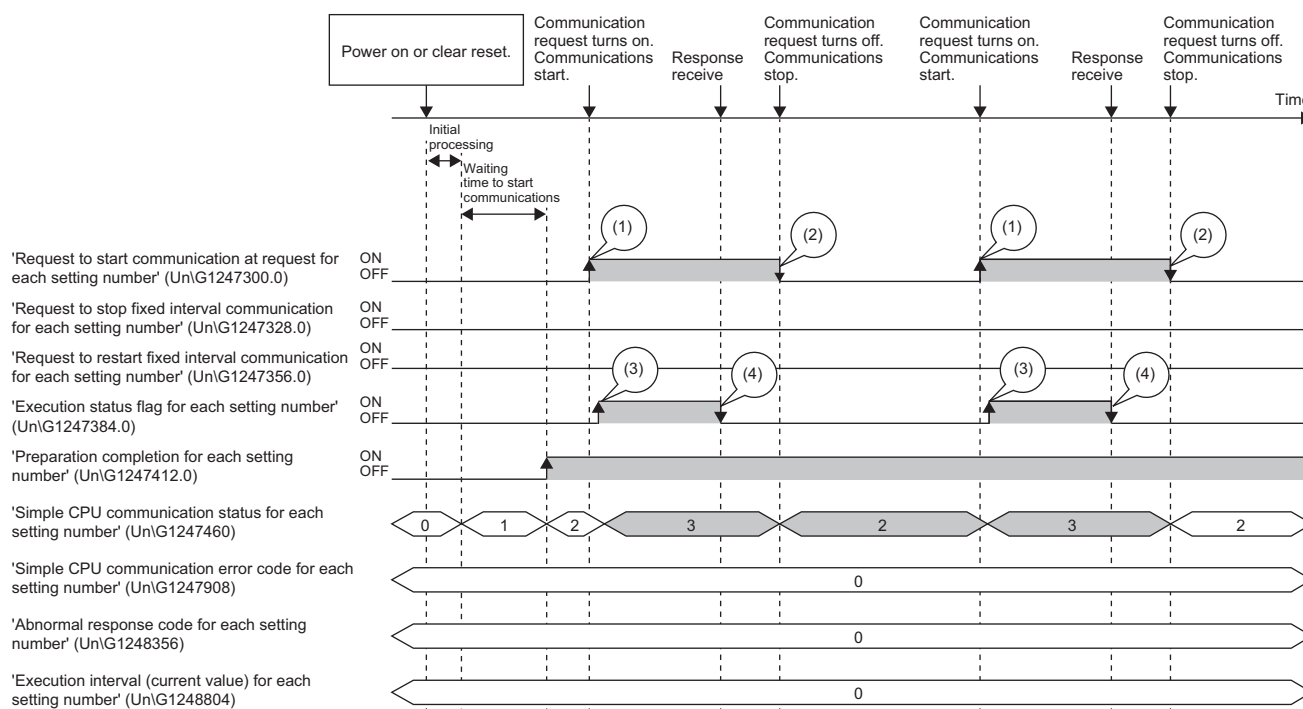 Power on or clear reset.
Communication
request turns on.
Communications
start.
Response
receive
Communication
request turns off.
Communications
stop.
Communication
request turns on.
Communications
start.
Response
receive
Communication
request turns off.
Communications
stop.
Initial
processing
Waiting
time to start
communications
(1)
(2)
(1)
(2)
'Request to start communication at request for
each setting number' (Un\G1247300.0)
ON
OFF
'Request to stop fixed interval communication
for each setting number' (Un\G1247328.0)
ON
OFF
'Request to restart fixed interval communication
for each setting number' (Un\G1247356.0)
ON
OFF
(3)
(4)
(3)
(4)
'Execution status flag for each setting number'
(Un\G1247384.0)
ON
OFF
'Preparation completion for each setting
number' (Un\G1247412.0)
ON
OFF
'Simple CPU communication status for each
setting number' (Un\G1247460)
0
1
2
3
2
3
2
'Simple CPU communication error code for each
setting number' (Un\G1247908)
0
'Abnormal response code for each setting
number' (Un\G1248356)
0
'Execution interval (current value) for each
setting number' (Un\G1248804)
0